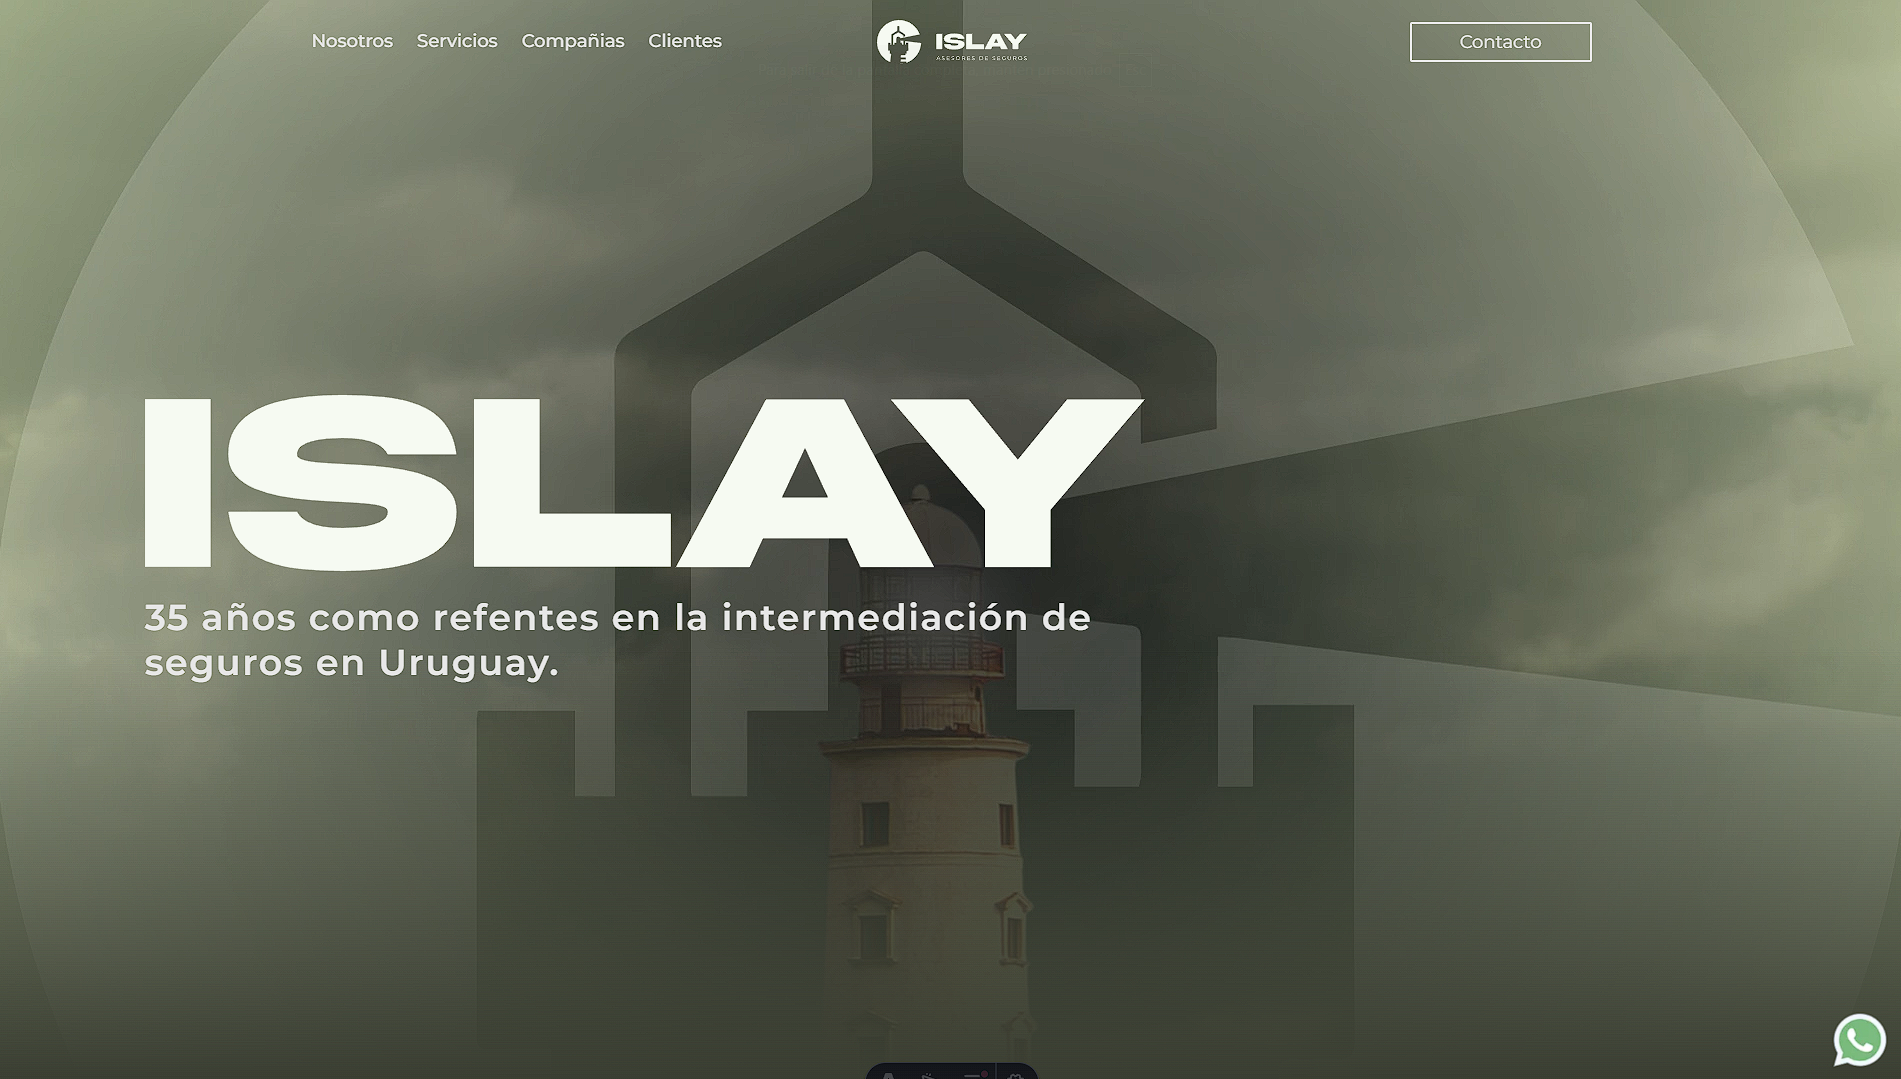 Nosotros Servicios Compañias Clientes
ISLAY
ASESORES DE SEGUROS
Contacto
ISLAY
35 años como refentes en la intermediación de
seguros en Uruguay.